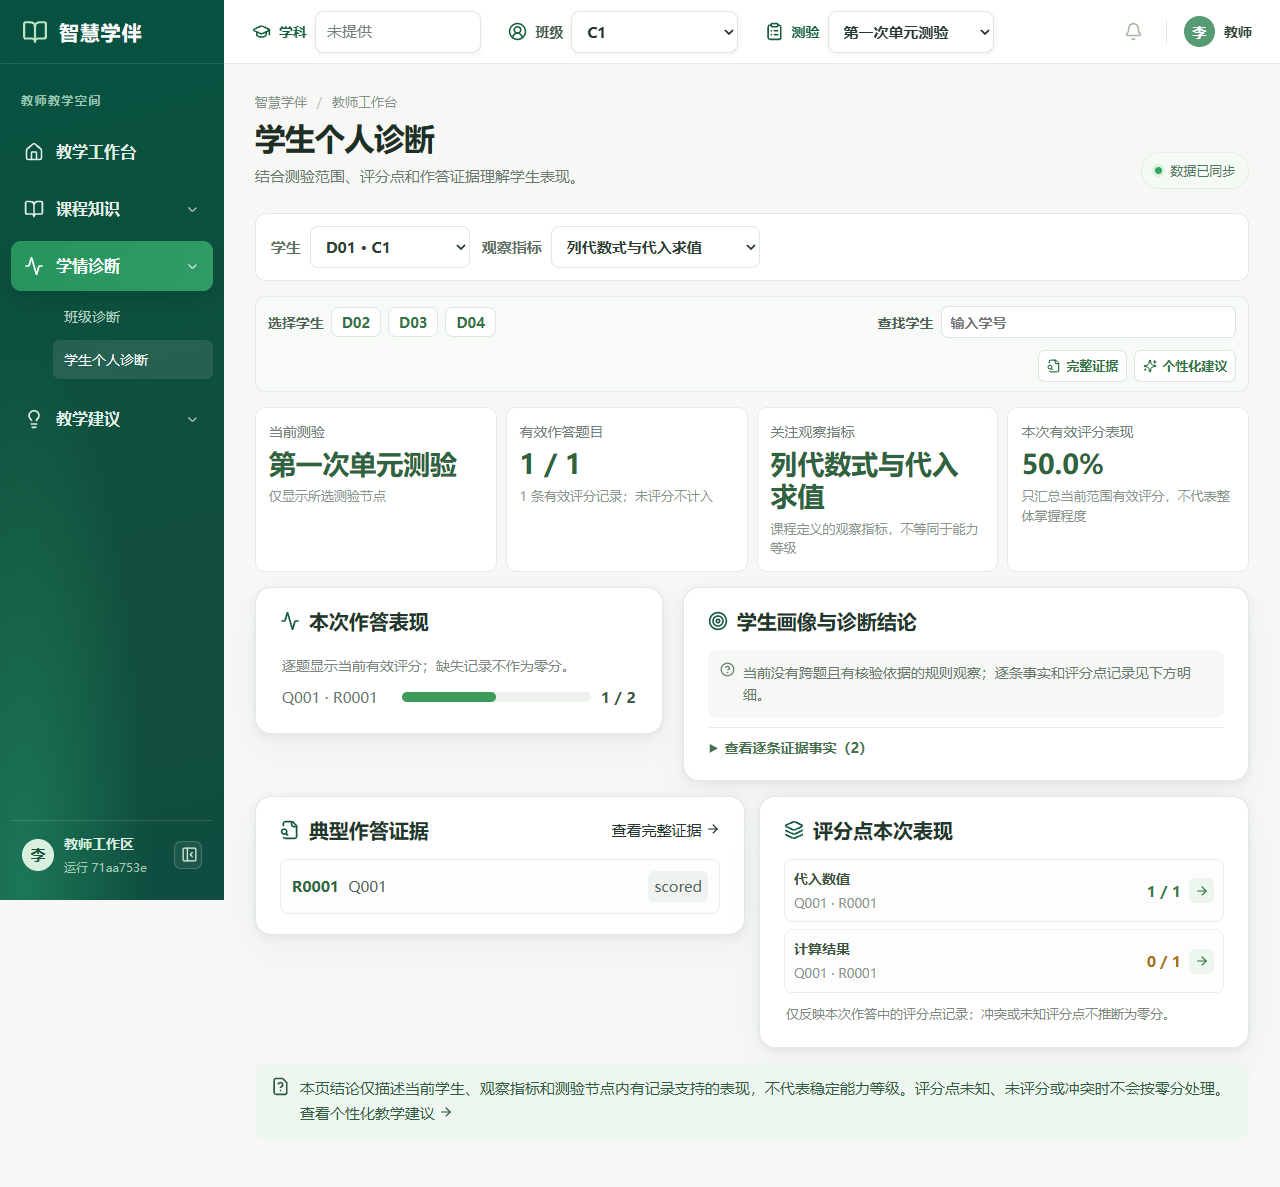 智慧学伴
学科 未提供 班级 C1 测验 第一次单元测验 李 教师
教师教学空间
教学工作台
课程知识
学情诊断
班级诊断
学生个人诊断
教学建议
李 教师工作区
运行 71aa753e
智慧学伴 / 教师工作台
学生个人诊断
结合测验范围、评分点和作答证据理解学生表现。
数据已同步
学生 D01 • C1 观察指标 列代数式与代入求值
选择学生 D02 D03 D04 查找学生 输入学号
完整证据 个性化建议
当前测验
第一次单元测验
仅显示所选测验节点
有效作答题目
1 / 1
1 条有效评分记录；未评分不计入
关注观察指标
列代数式与代入
求值
课程定义的观察指标，不等同于能力
等级
本次有效评分表现
50.0%
只汇总当前范围有效评分，不代表整
体掌握程度
本次作答表现
逐题显示当前有效评分；缺失记录不作为零分。
Q001 · R0001 1 / 2
学生画像与诊断结论
当前没有跨题且有核验依据的规则观察；逐条事实和评分点记录见下方明
细。
查看逐条证据事实（2）
典型作答证据 查看完整证据
R0001 Q001 scored
评分点本次表现
代入数值
Q001 · R0001 1 / 1
计算结果
Q001 · R0001 0 / 1
仅反映本次作答中的评分点记录；冲突或未知评分点不推断为零分。
本页结论仅描述当前学生、观察指标和测验节点内有记录支持的表现，不代表稳定能力等级。评分点未知、未评分或冲突时不会按零分处理。
查看个性化教学建议